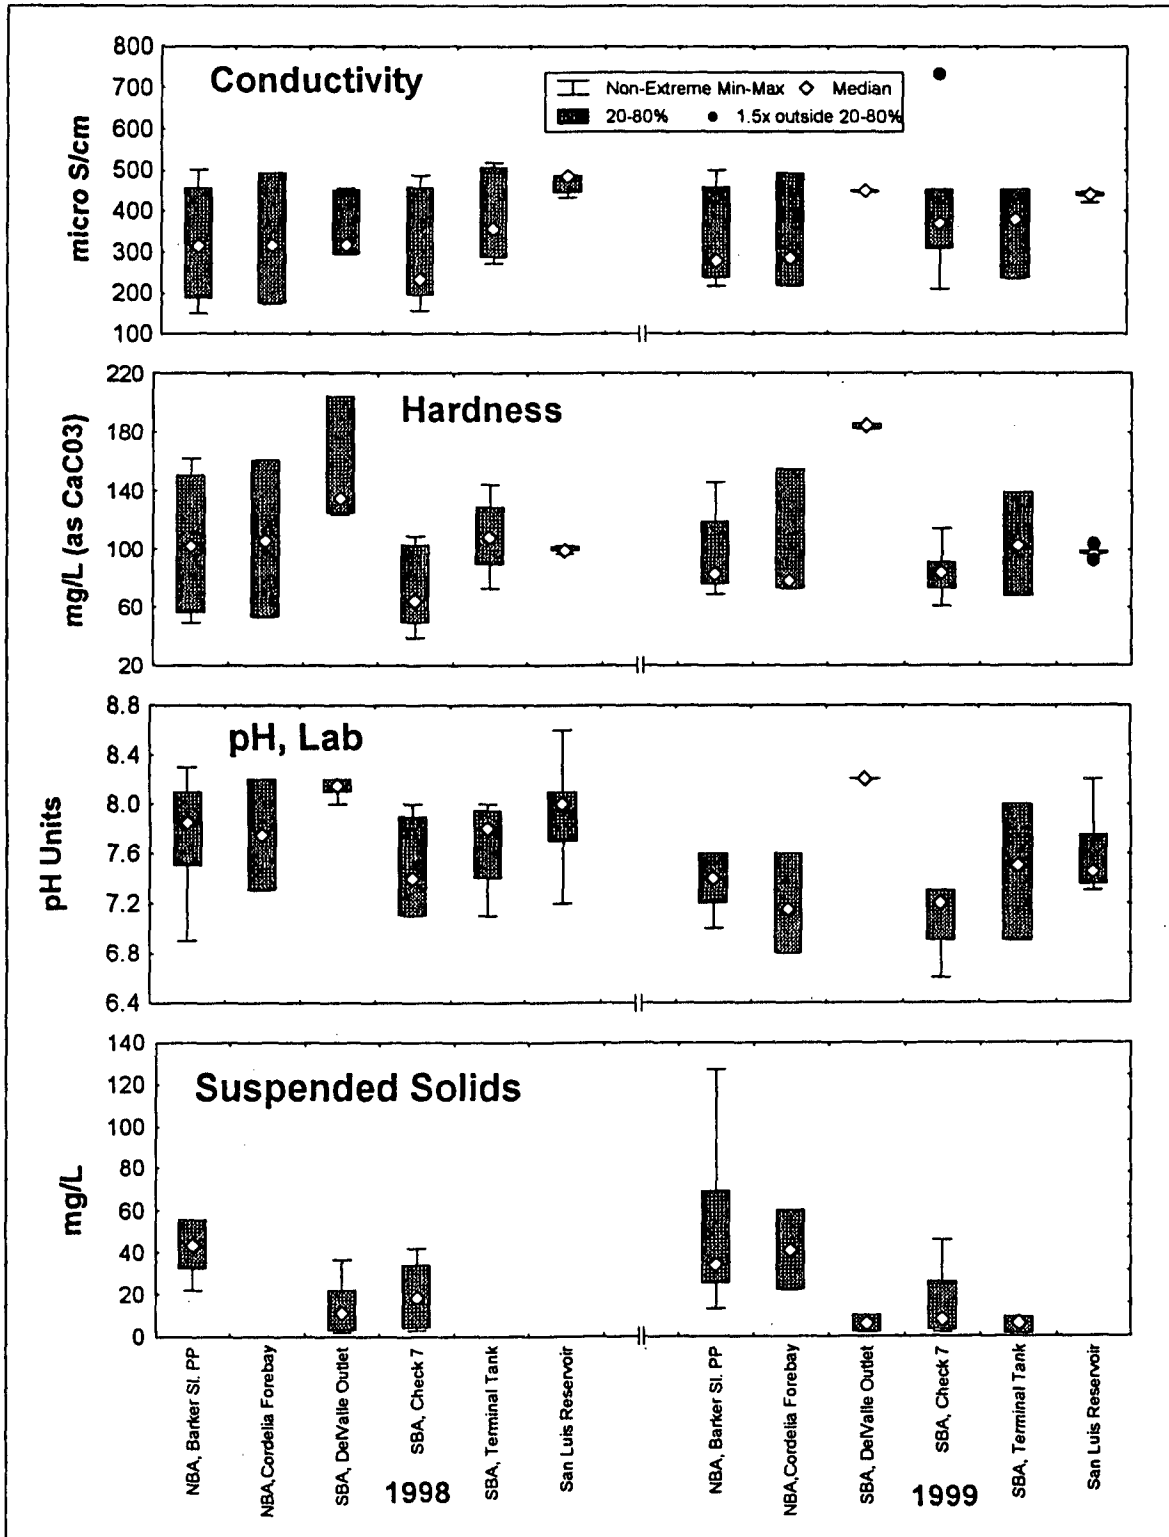 Conductivity
Non-Extreme Min-Max
Median
20-80%
1.5x outside 20-80%
micro S/cm
800
700
600
500
400
300
200
100
Hardness
mg/L (as CaC03)
220
180
140
100
60
20
pH, Lab
pH Units
8.8
8.4
8.0
7.6
7.2
6.8
6.4
Suspended Solids
mg/L
140
120
100
80
60
40
20
0
NBA, Barker Sl. PP
NBA,Cordelia Forebay
SBA, DelValle Outlet
SBA, Check 7
SBA, Terminal Tank
San Luis Reservoir
NBA, Barker Sl. PP
NBA,Cordelia Forebay
SBA, DelValle Outlet
SBA, Check 7
SBA, Terminal Tank
San Luis Reservoir
1998
1999